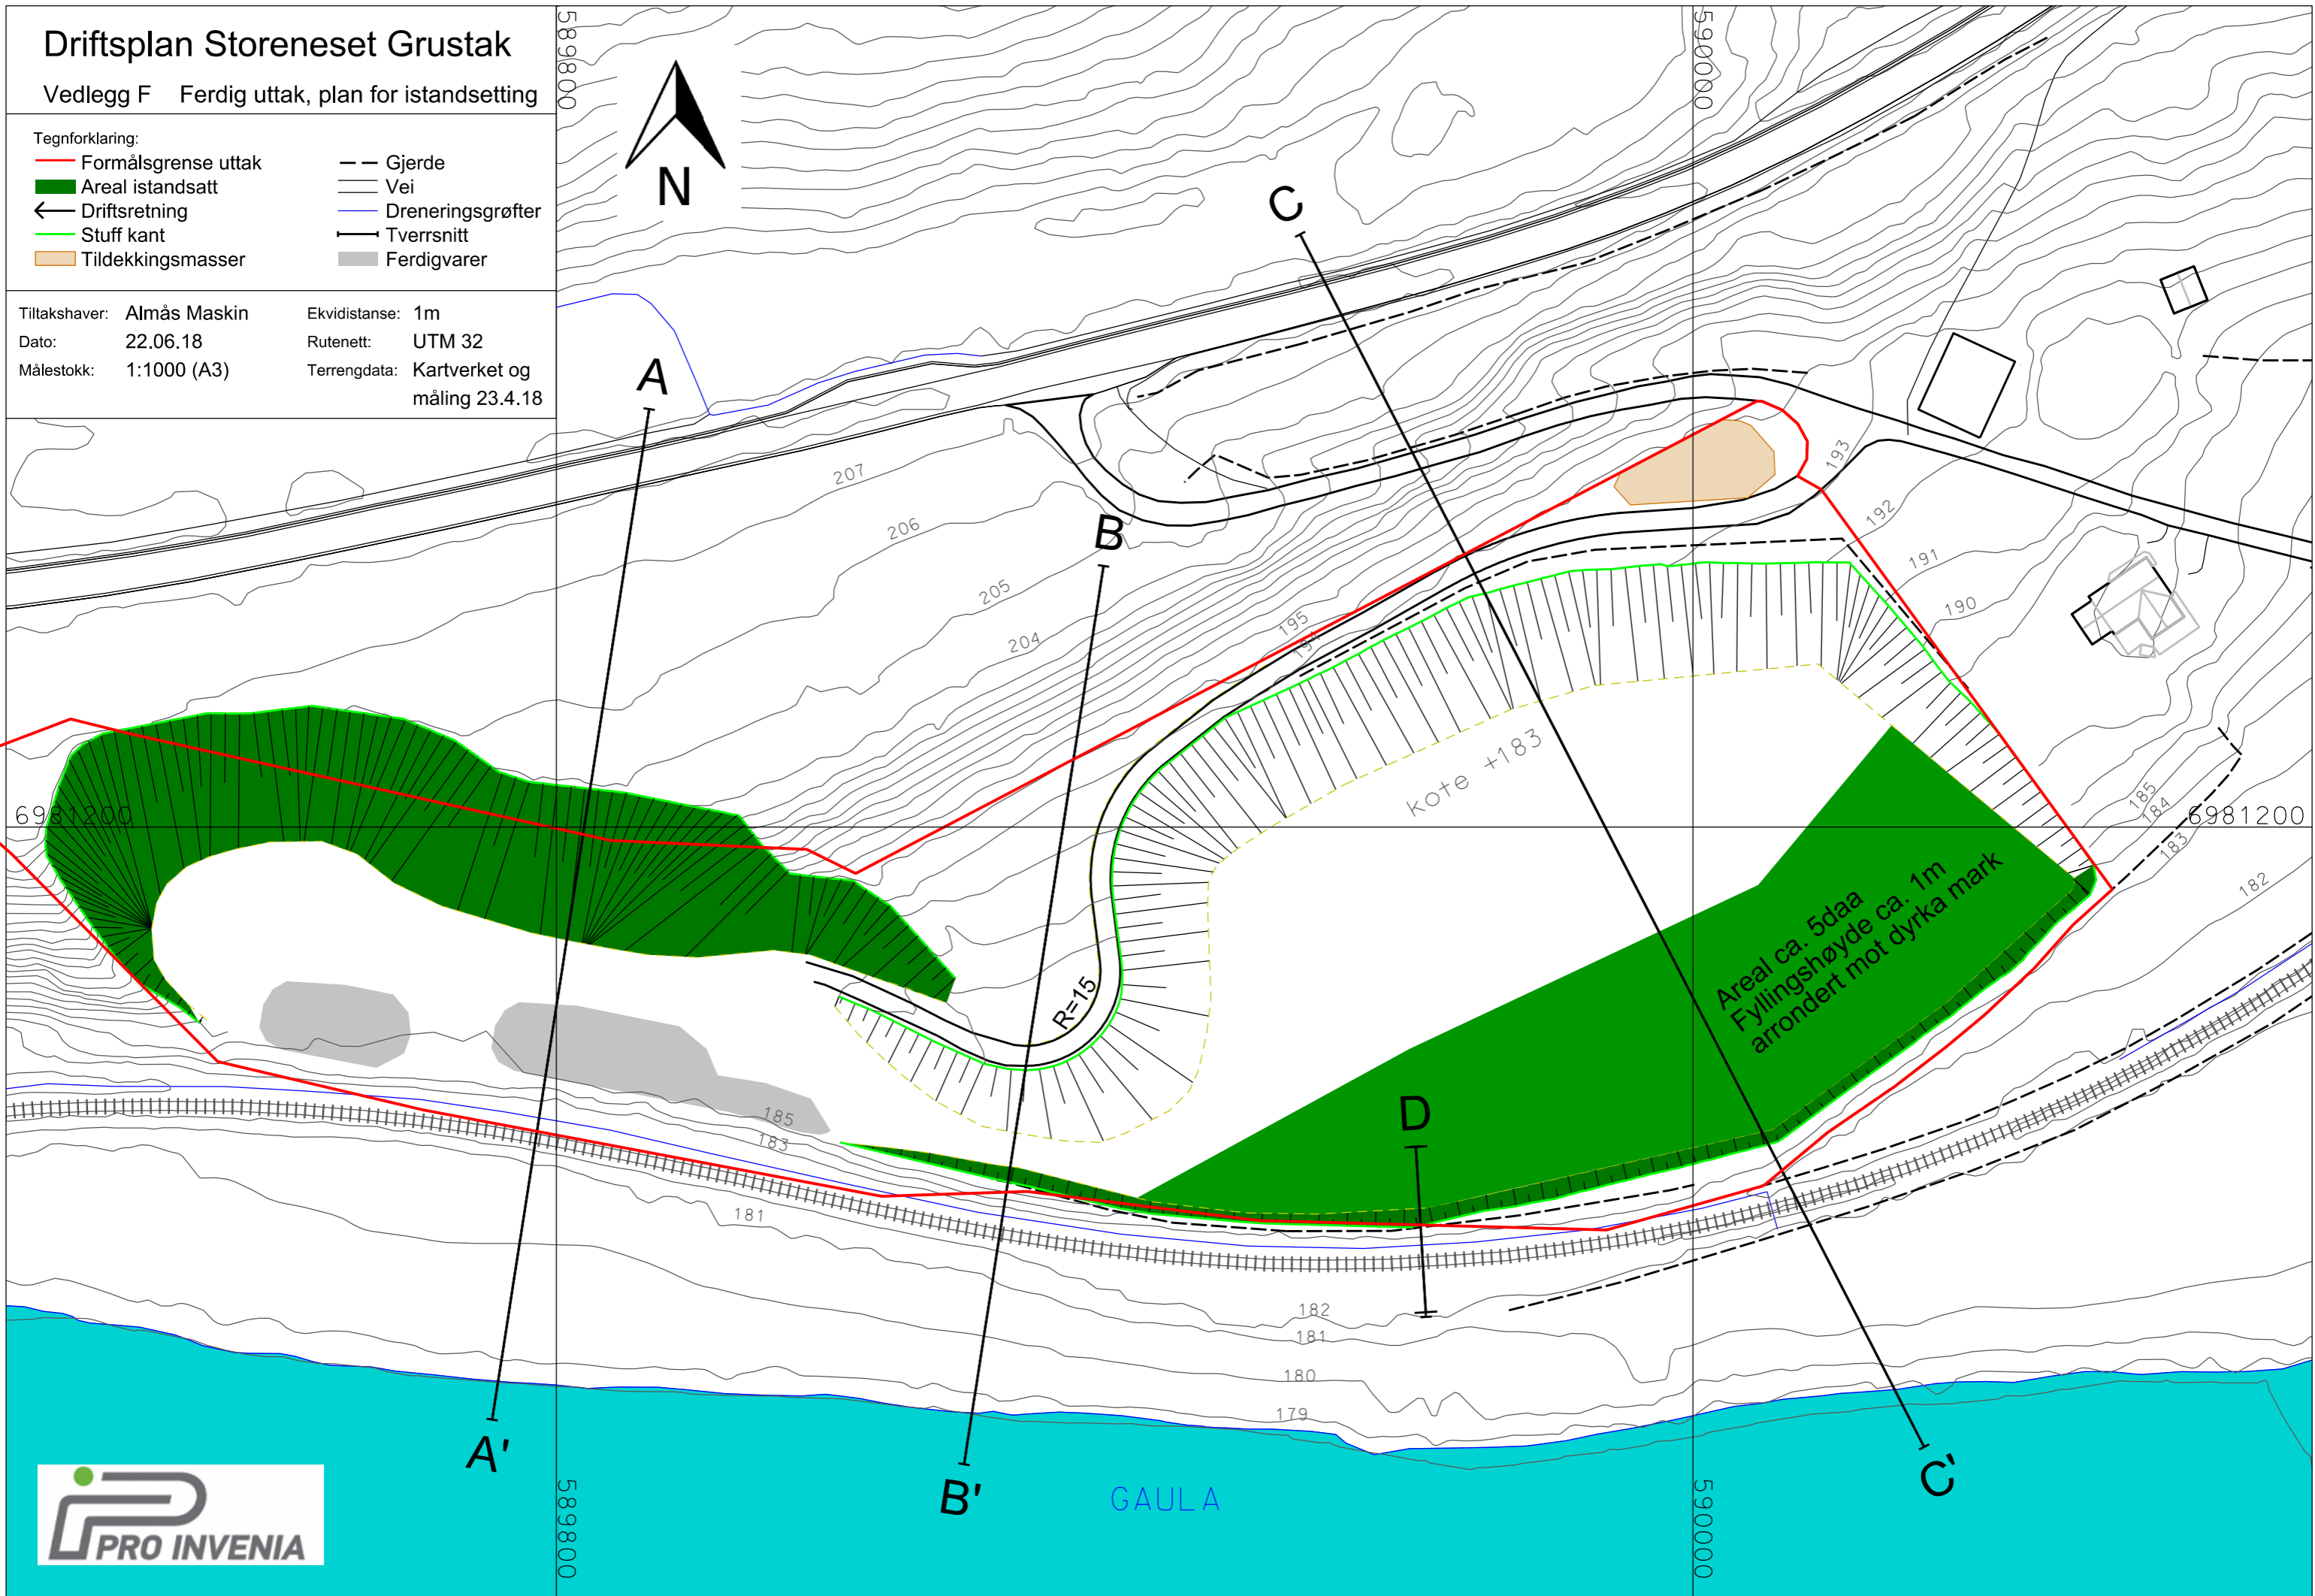 Driftsplan Storeneset Grustak
Vedlegg F Ferdig uttak, plan for istandsetting
Tegnforklaring:
Formålsgrense uttak
Areal istandsatt
Driftsretning
Stuff kant
Tildekkingsmasser
Gjerde
Vei
Dreneringsgrøfter
Tverrsnitt
Ferdigvarer
Tiltakshaver: Almås Maskin
Dato: 22.06.18
Målestokk: 1:1000 (A3)
Ekvidistanse: 1m
Rutenett: UTM 32
Terrengdata: Kartverket og
måling 23.4.18
589800
590000
N
C
A
B
207
206
205
204
195
194
193
192
191
190
kote +183
6981200
6981200
185
184
183
182
Areal ca. 5daa
Fyllingshøyde ca. 1m
arrondert mot dyrka mark
R=15
D
185
183
181
182
181
180
179
A'
B'
C'
GAULA
589800
590000
PRO INVENIA